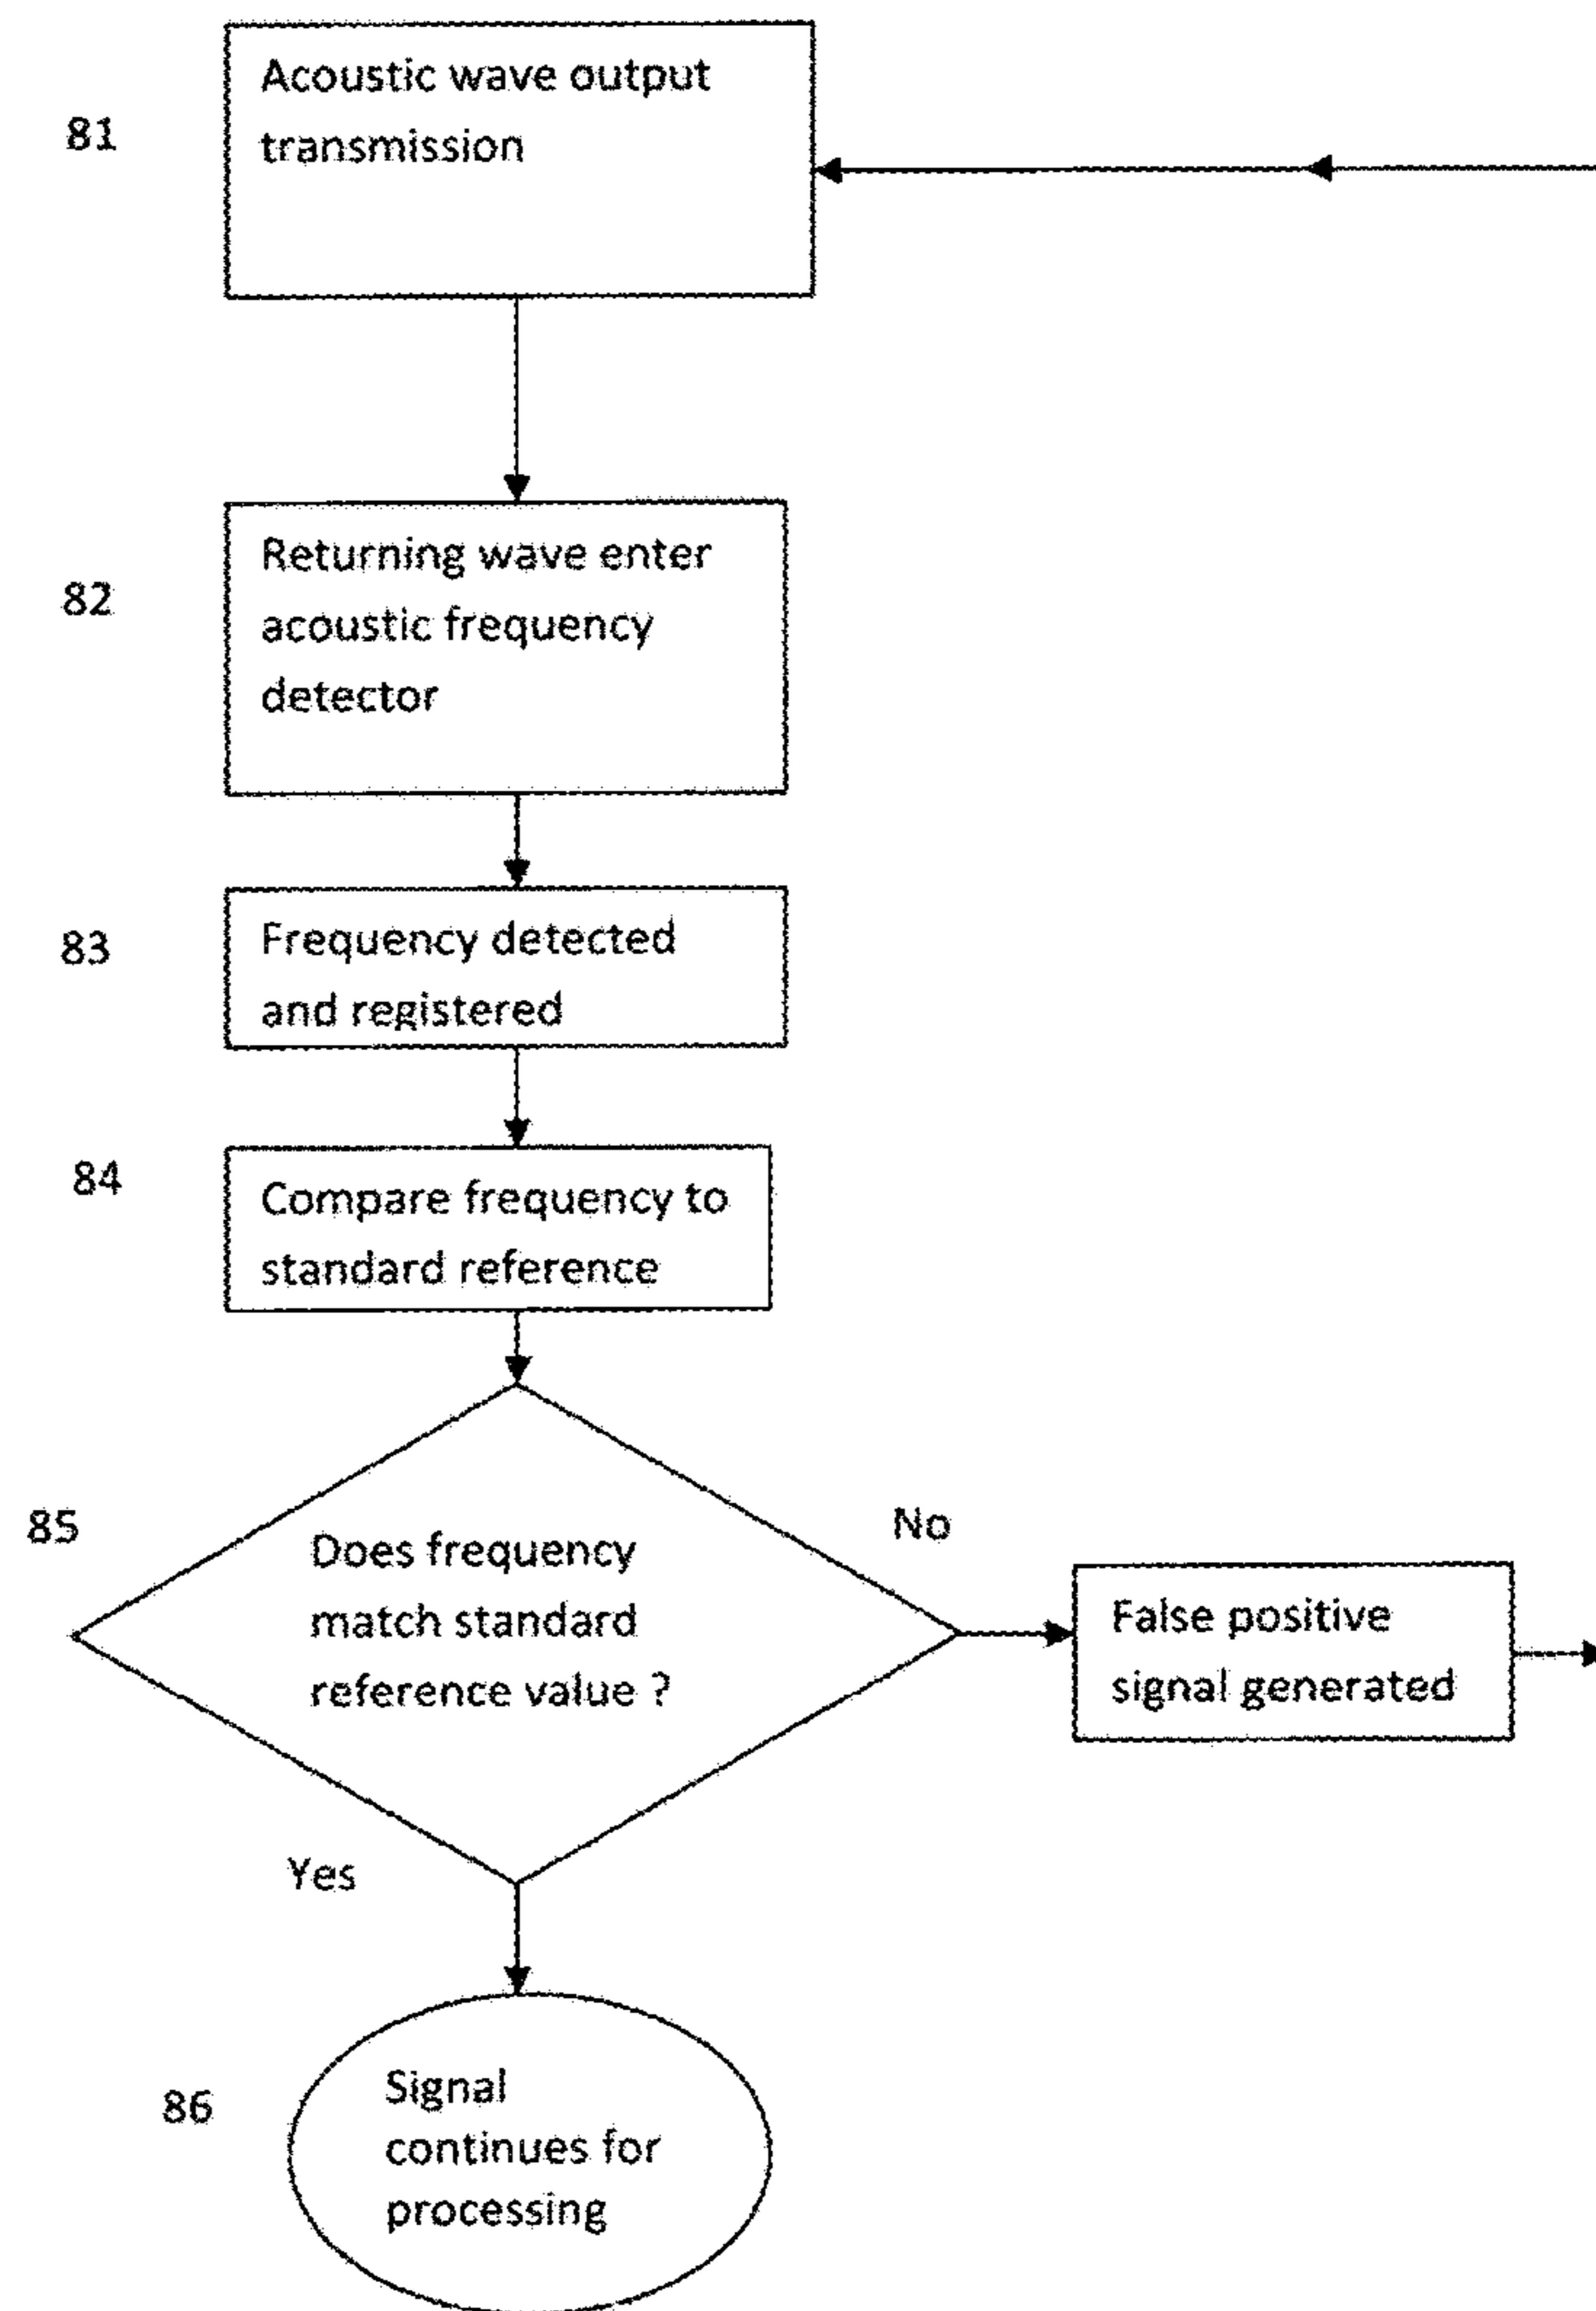 81
Acoustic wave output
transmission
82
Returning wave enter
acoustic frequency
detector
83
Frequency detected
and registered
84
Compare frequency to
standard reference
85
Does frequency
match standard
reference value ?
No
False positive
signal generated
Yes
86
Signal
continues for
processing